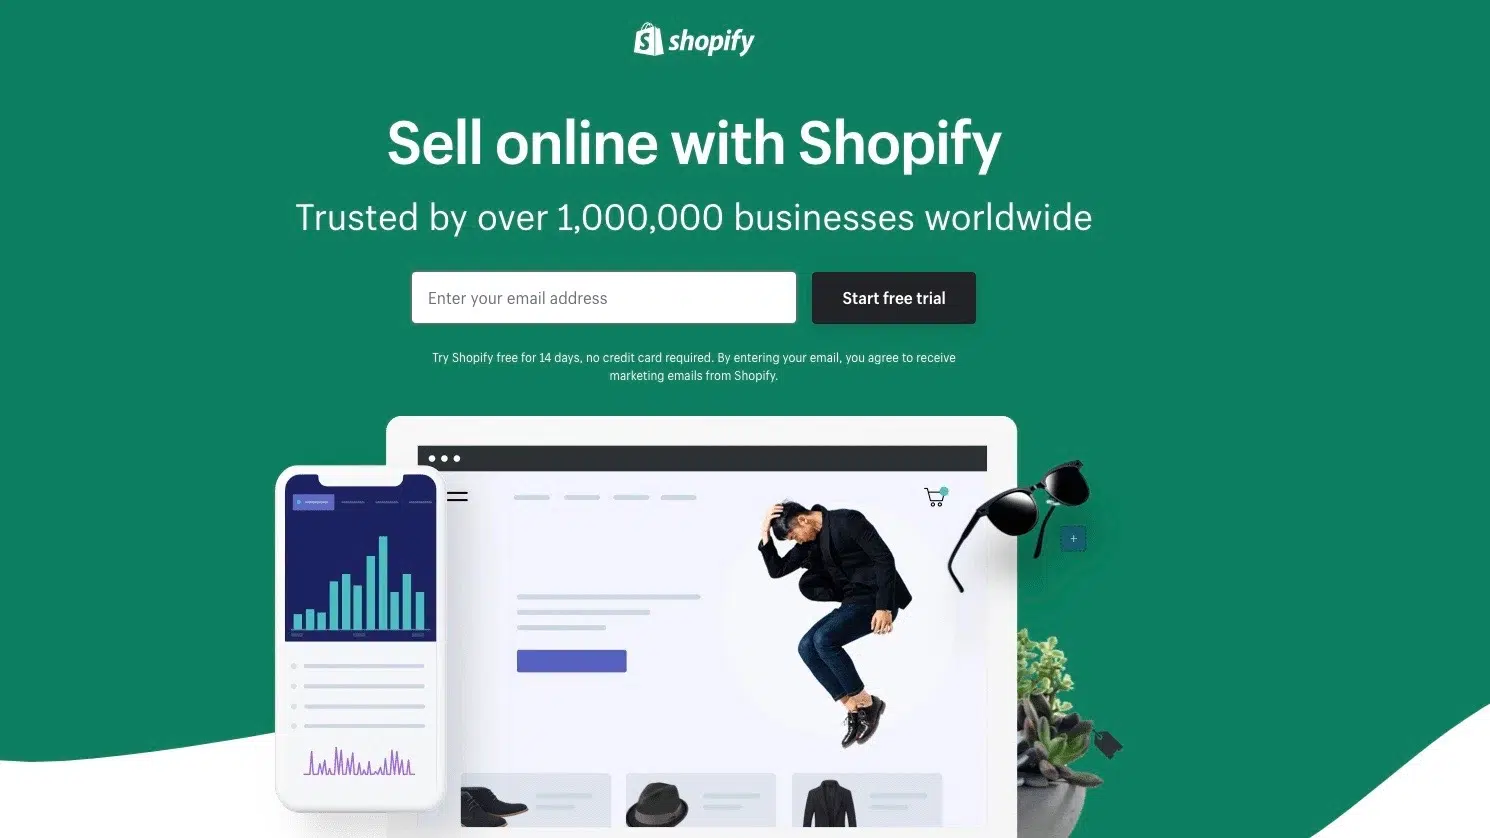 shopify
Sell online with Shopify
Trusted by over 1,000,000 businesses worldwide
Enter your email address
Start free trial
Try Shopify free for 14 days, no credit card required. By entering your email, you agree to receive
marketing emails from Shopify.